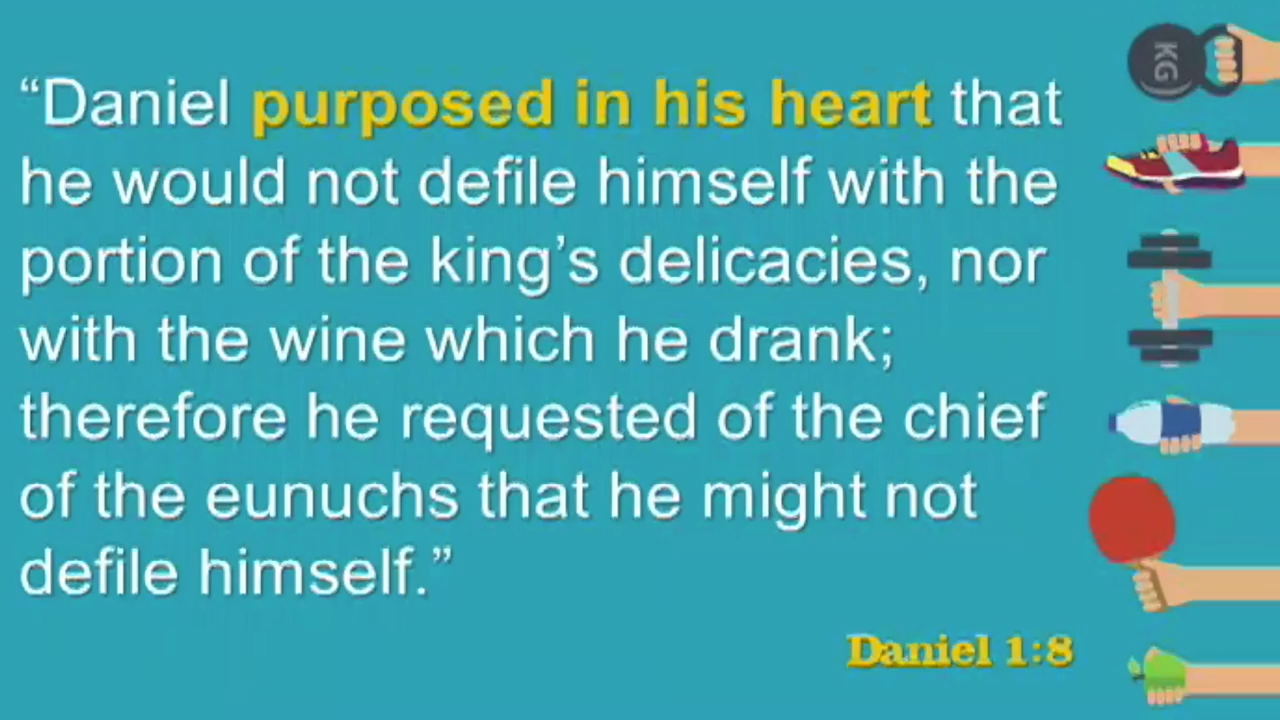 “Daniel purposed in his heart that
he would not defile himself with the
portion of the king’s delicacies, nor
with the wine which he drank;
therefore he requested of the chief
of the eunuchs that he might not
defile himself.”
Daniel 1:8
KG